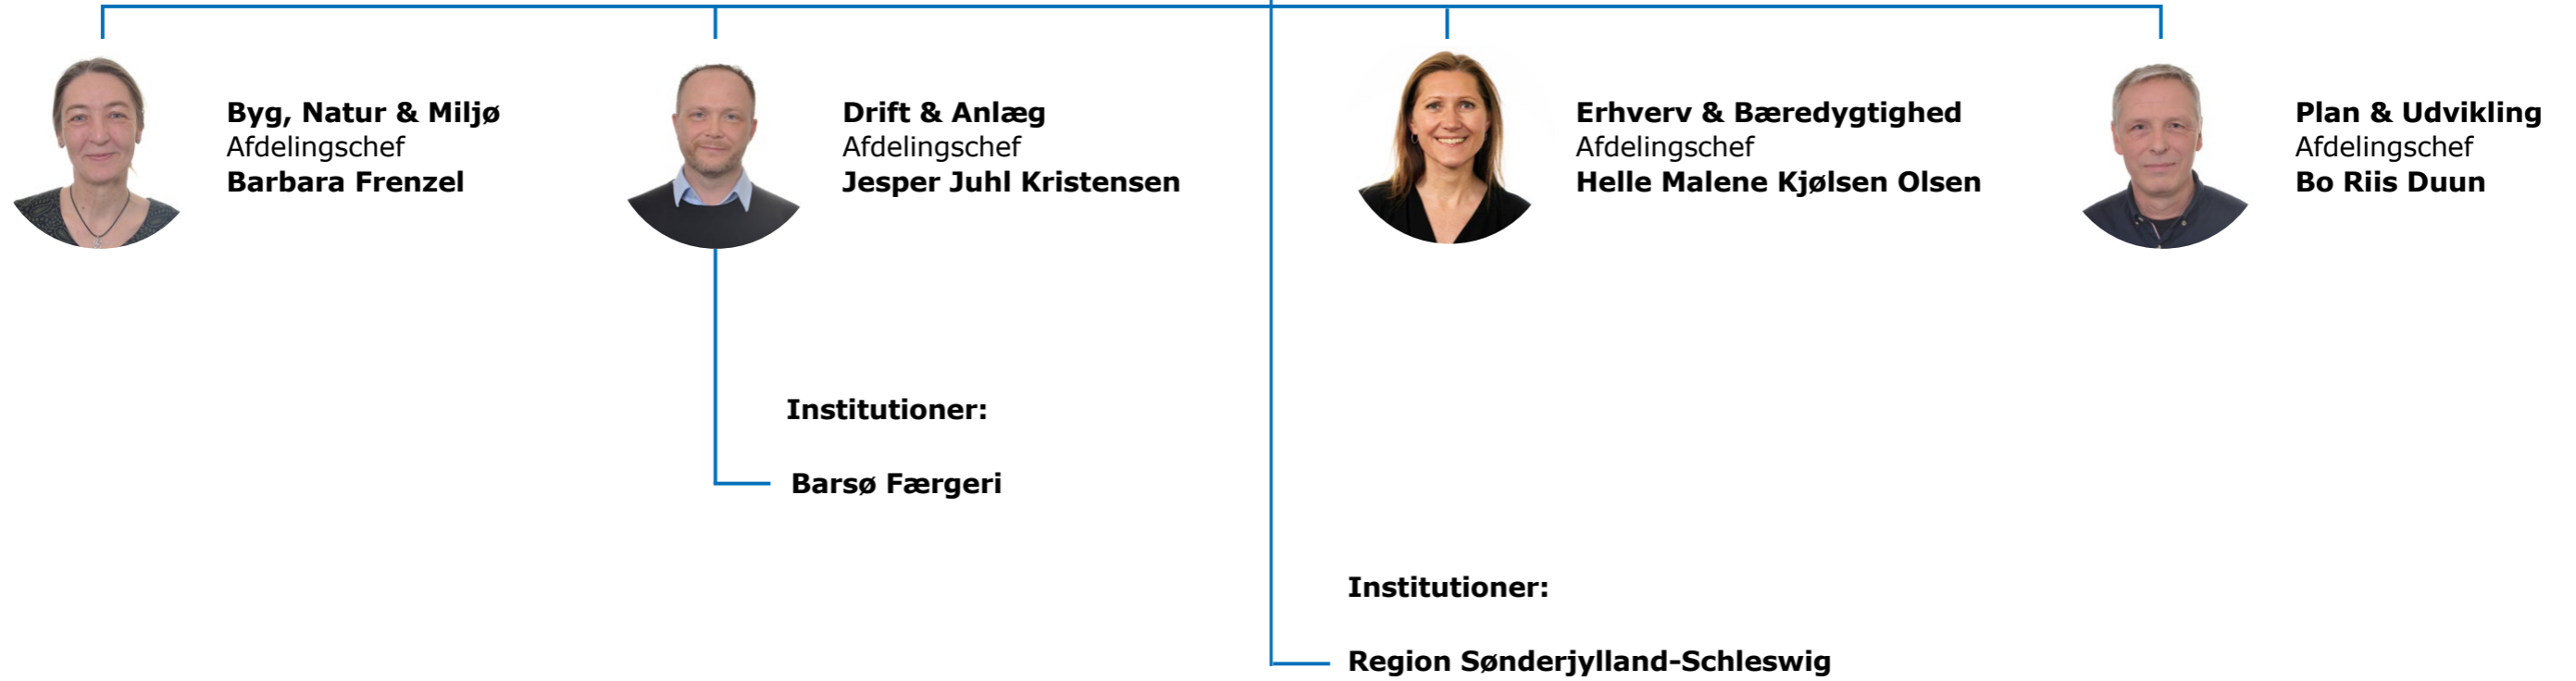 Byg, Natur & Miljø
Afdelingschef
Barbara Frenzel
Drift & Anlæg
Afdelingschef
Jesper Juhl Kristensen
Erhverv & Bæredygtighed
Afdelingschef
Helle Malene Kjølsen Olsen
Plan & Udvikling
Afdelingschef
Bo Riis Duun
Institutioner:
Barsø Færgeri
Institutioner:
Region Sønderjylland-Schleswig